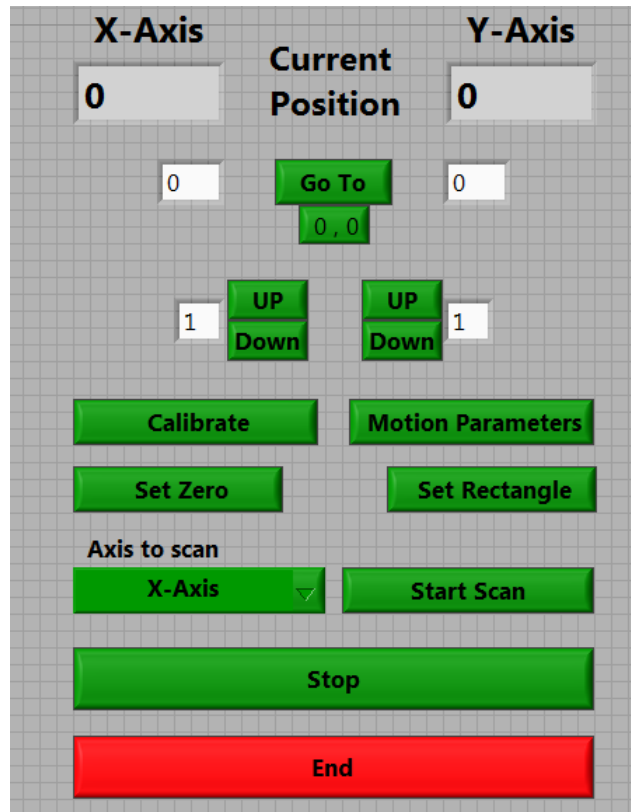 X-Axis
Y-Axis
Current
Position
0
0
0
Go To
0
0 , 0
1
UP
Down
UP
Down
1
Calibrate
Motion Parameters
Set Zero
Set Rectangle
Axis to scan
X-Axis
Start Scan
Stop
End